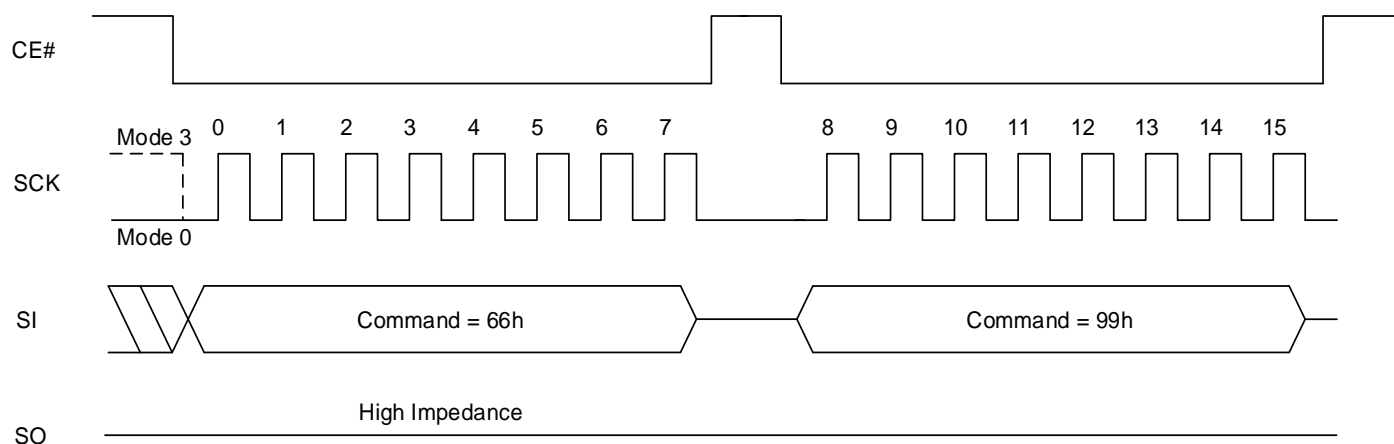 CE#
Mode 3
0 1 2 3 4 5 6 7 8 9 10 11 12 13 14 15
SCK
Mode 0
SI
Command = 66h
Command = 99h
High Impedance
SO